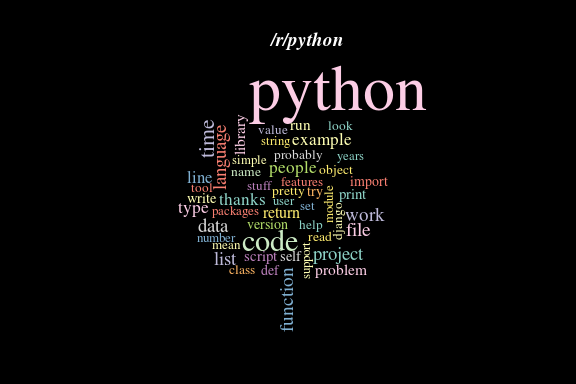 /r/python
python
time
language
library
value
run
look
string
example
simple
probably
years
name
people
object
line
tool
stuff
features
import
write
thanks
pretty
try
user
set
module
print
type
packages
return
django
work
data
version
help
file
number
mean
code
read
list
script
self
support
project
class
def
problem
function